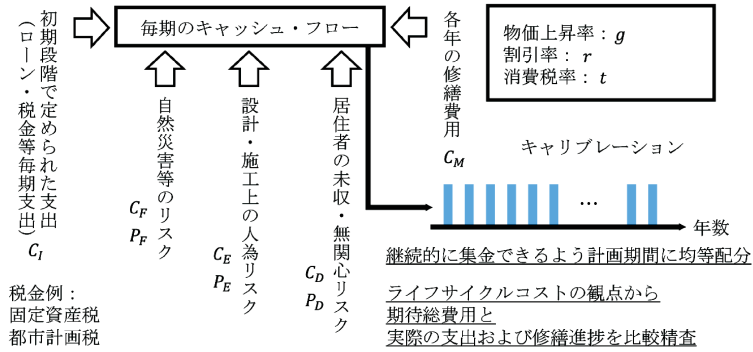 初期段階で定められた支出
（ローン・税金等毎期支出）
C_I
毎期のキャッシュ・フロー
各年の修繕費用
C_M
物価上昇率： g
割引率： r
消費税率： t
自然災害等のリスク
C_F
P_F
設計・施工上の人為リスク
C_E
P_E
居住者の未収・無関心リスク
C_D
P_D
キャリブレーション
…
年数
継続的に集金できるよう計画期間に均等配分
税金例：
固定資産税
都市計画税
ライフサイクルコストの観点から
期待総費用と
実際の支出および修繕進捗を比較精査